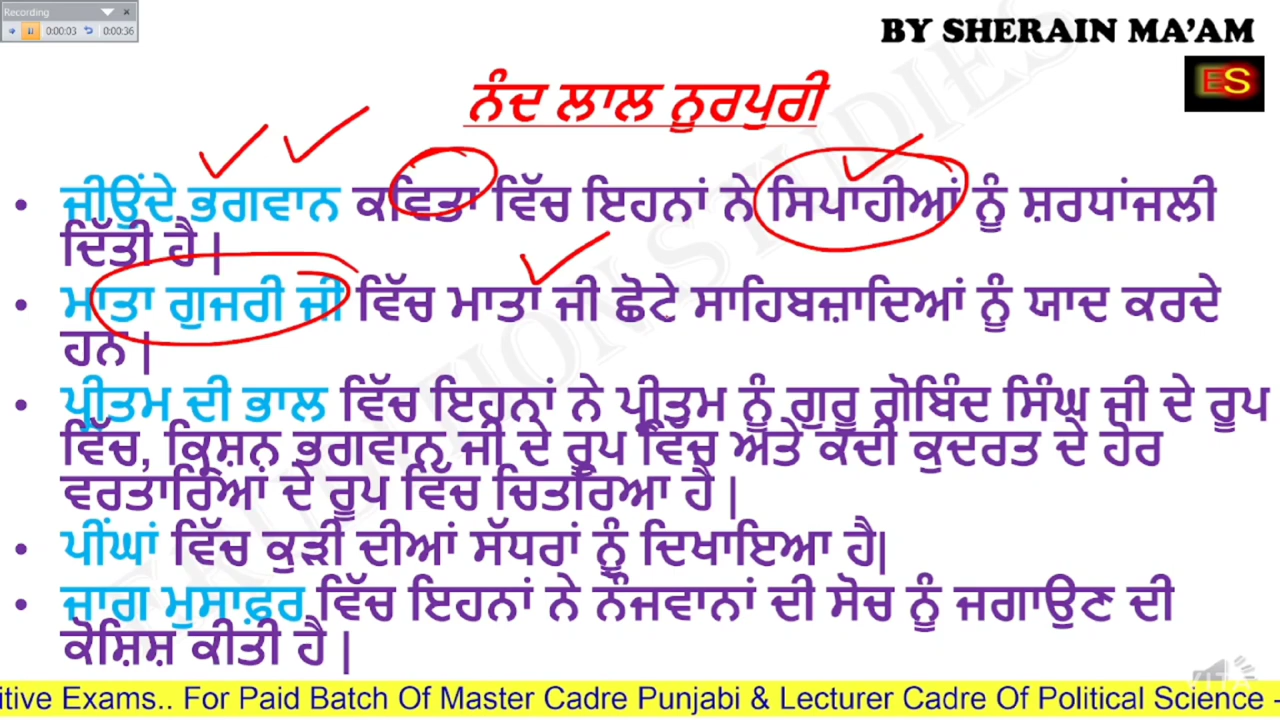 Recording
0:00:03 0:00:36
BY SHERAIN MA’AM
ES
ਨੰਦ ਲਾਲ ਨੂਰਪੁਰੀ
• ਜੀਉਂਦੇ ਭਗਵਾਨ ਕਵਿਤਾ ਵਿੱਚ ਇਹਨਾਂ ਨੇ ਸਿਪਾਹੀਆਂ ਨੂੰ ਸ਼ਰਧਾਂਜਲੀ
ਦਿੱਤੀ ਹੈ |
• ਮਾਤਾ ਗੁਜਰੀ ਜੀ ਵਿੱਚ ਮਾਤਾ ਜੀ ਛੋਟੇ ਸਾਹਿਬਜ਼ਾਦਿਆਂ ਨੂੰ ਯਾਦ ਕਰਦੇ
ਹਨ |
• ਪ੍ਰੀਤਮ ਦੀ ਭਾਲ ਵਿੱਚ ਇਹਨਾਂ ਨੇ ਪ੍ਰੀਤਮ ਨੂੰ ਗੁਰੂ ਗੋਬਿੰਦ ਸਿੰਘ ਜੀ ਦੇ ਰੂਪ
ਵਿੱਚ, ਕ੍ਰਿਸ਼ਨ ਭਗਵਾਨ ਜੀ ਦੇ ਰੂਪ ਵਿੱਚ ਅਤੇ ਕਦੀ ਕੁਦਰਤ ਦੇ ਹੋਰ
ਵਰਤਾਰਿਆਂ ਦੇ ਰੂਪ ਵਿੱਚ ਚਿਤਰਿਆ ਹੈ |
• ਪੀਂਘਾਂ ਵਿੱਚ ਕੁੜੀ ਦੀਆਂ ਸੱਧਰਾਂ ਨੂੰ ਦਿਖਾਇਆ ਹੈ|
• ਜਾਗ ਮੁਸਾਫ਼ਰ ਵਿੱਚ ਇਹਨਾਂ ਨੇ ਨੌਜਵਾਨਾਂ ਦੀ ਸੋਚ ਨੂੰ ਜਗਾਉਣ ਦੀ
ਕੋਸ਼ਿਸ਼ ਕੀਤੀ ਹੈ |
itive Exams.. For Paid Batch Of Master Cadre Punjabi & Lecturer Cadre Of Political Science -